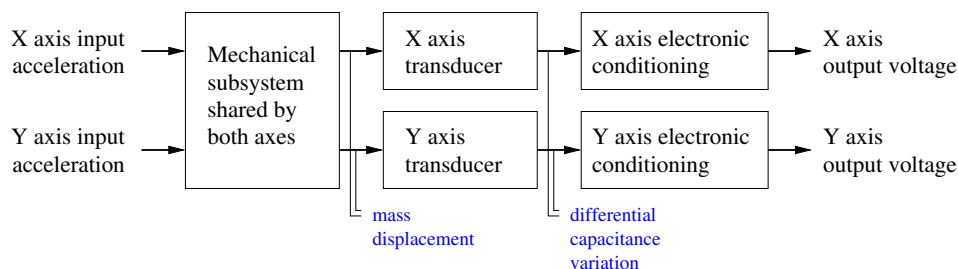 X axis input
acceleration
Y axis input
acceleration
Mechanical
subsystem
shared by
both axes
X axis
transducer
Y axis
transducer
X axis electronic
conditioning
Y axis electronic
conditioning
X axis
output voltage
Y axis
output voltage
mass
displacement
differential
capacitance
variation